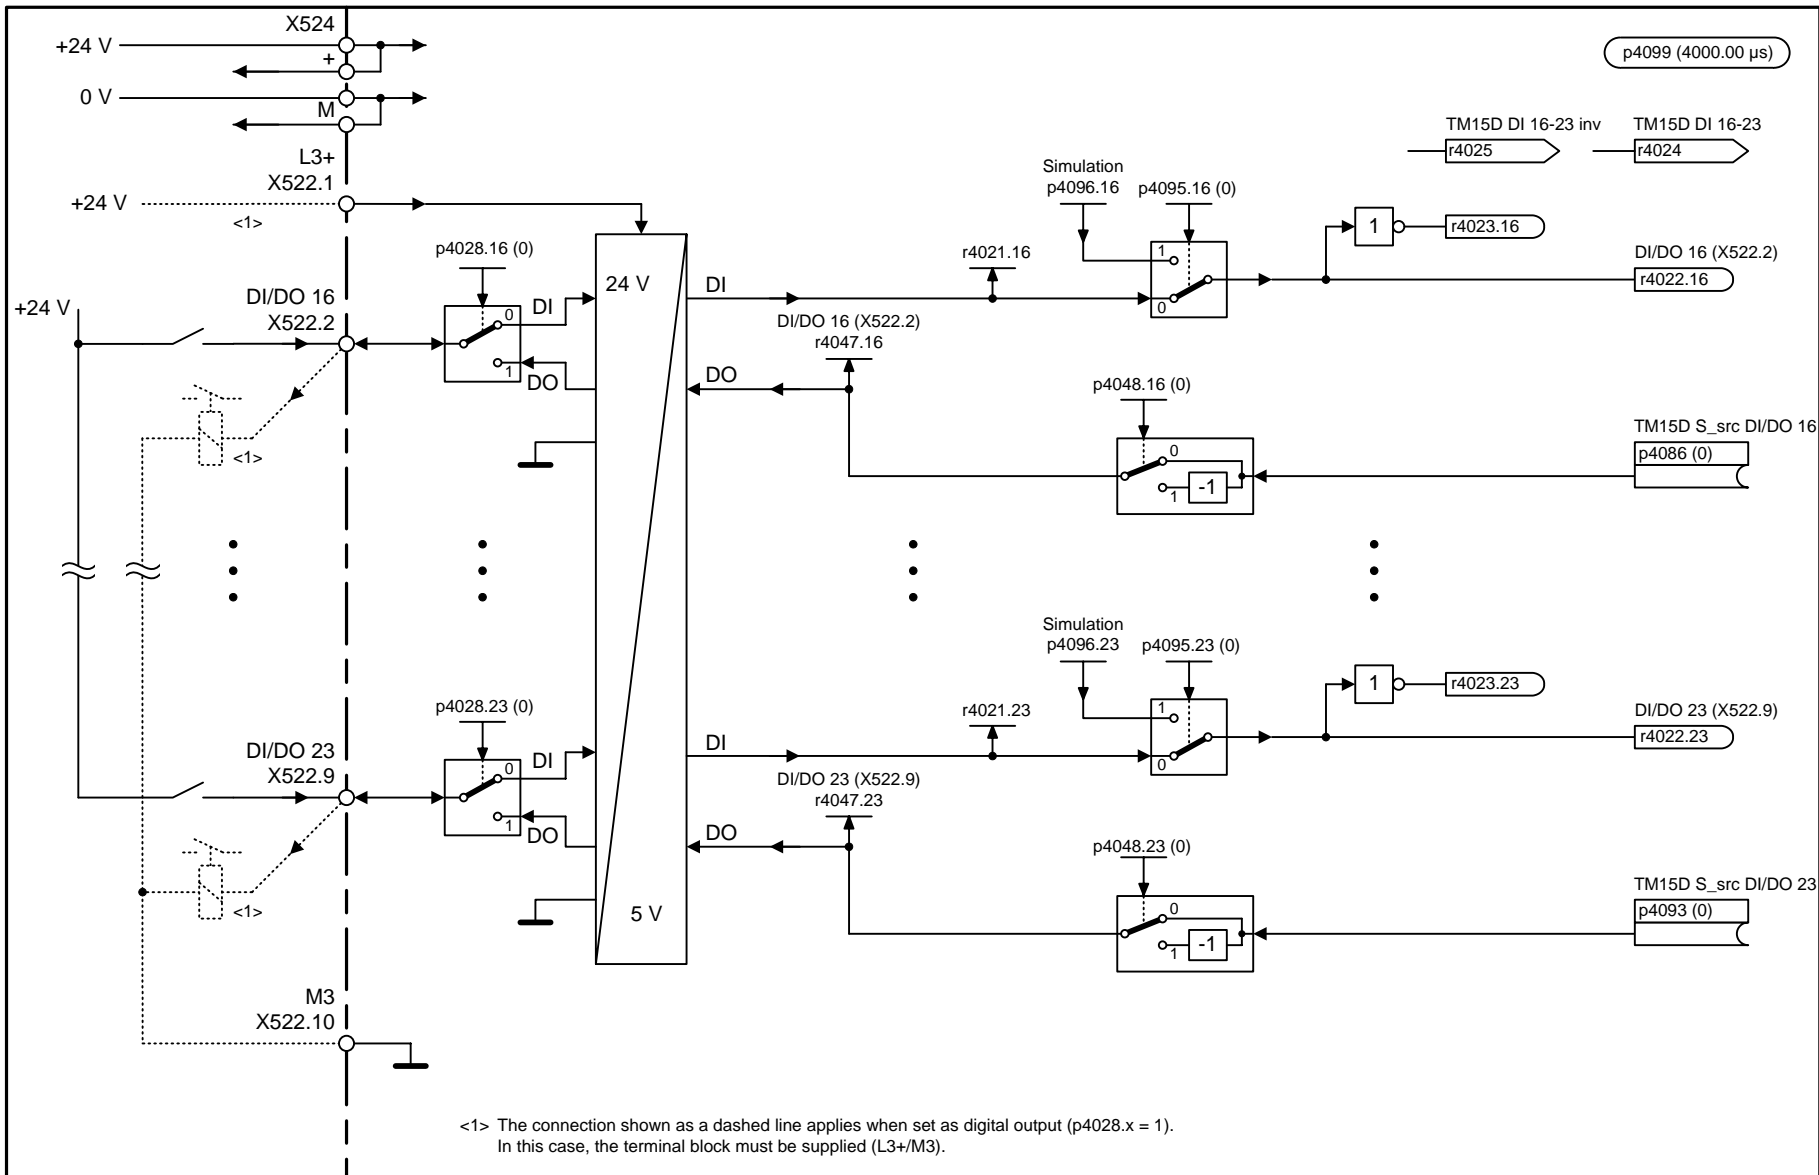 X524
+24 V
+
0 V
M
p4099 (4000.00 µs)
TM15D DI 16-23 inv
r4025
TM15D DI 16-23
r4024
L3+
X522.1
+24 V
<1>
Simulation
p4096.16
p4095.16 (0)
p4028.16 (0)
24 V
r4021.16
1
0
1
r4023.16
DI/DO 16 (X522.2)
r4022.16
+24 V
DI/DO 16
X522.2
0
1
DI
DO
DI
DI/DO 16 (X522.2)
r4047.16
DO
p4048.16 (0)
0
1
-1
TM15D S_src DI/DO 16
p4086 (0)
<1>
Simulation
p4096.23
p4095.23 (0)
p4028.23 (0)
r4021.23
1
0
1
r4023.23
DI/DO 23 (X522.9)
r4022.23
DI/DO 23
X522.9
0
1
DI
DO
DI
DI/DO 23 (X522.9)
r4047.23
DO
p4048.23 (0)
0
1
-1
TM15D S_src DI/DO 23
p4093 (0)
<1>
5 V
M3
X522.10
<1> The connection shown as a dashed line applies when set as digital output (p4028.x = 1).
In this case, the terminal block must be supplied (L3+/M3).